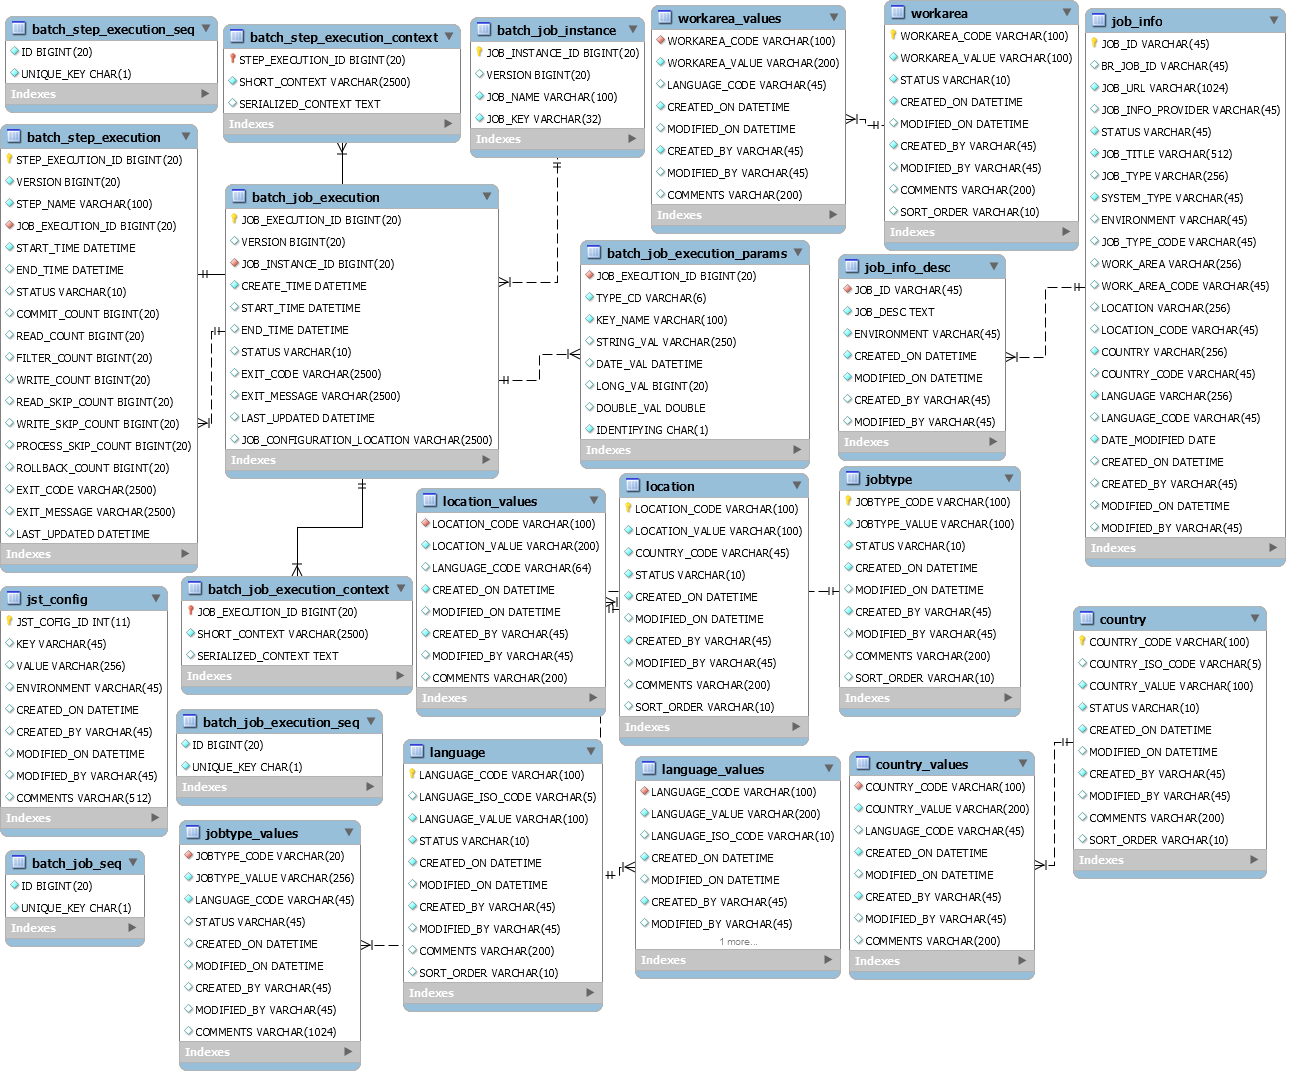 batch_step_execution_seq
ID BIGINT(20)
UNIQUE_KEY CHAR(1)
Indexes
batch_step_execution_context
STEP_EXECUTION_ID BIGINT(20)
SHORT_CONTEXT VARCHAR(2500)
SERIALIZED_CONTEXT TEXT
Indexes
batch_job_instance
JOB_INSTANCE_ID BIGINT(20)
VERSION BIGINT(20)
JOB_NAME VARCHAR(100)
JOB_KEY VARCHAR(32)
Indexes
workarea_values
WORKAREA_CODE VARCHAR(100)
WORKAREA_VALUE VARCHAR(200)
LANGUAGE_CODE VARCHAR(45)
CREATED_ON DATETIME
MODIFIED_ON DATETIME
CREATED_BY VARCHAR(45)
MODIFIED_BY VARCHAR(45)
COMMENTS VARCHAR(200)
Indexes
workarea
WORKAREA_CODE VARCHAR(100)
WORKAREA_VALUE VARCHAR(100)
STATUS VARCHAR(10)
CREATED_ON DATETIME
MODIFIED_ON DATETIME
CREATED_BY VARCHAR(45)
MODIFIED_BY VARCHAR(45)
COMMENTS VARCHAR(200)
SORT_ORDER VARCHAR(10)
Indexes
job_info
JOB_ID VARCHAR(45)
BR_JOB_ID VARCHAR(45)
JOB_URL VARCHAR(1024)
JOB_INFO_PROVIDER VARCHAR(45)
STATUS VARCHAR(45)
JOB_TITLE VARCHAR(512)
JOB_TYPE VARCHAR(256)
SYSTEM_TYPE VARCHAR(45)
ENVIRONMENT VARCHAR(45)
JOB_TYPE_CODE VARCHAR(45)
WORK_AREA VARCHAR(256)
WORK_AREA_CODE VARCHAR(45)
LOCATION VARCHAR(256)
LOCATION_CODE VARCHAR(45)
COUNTRY VARCHAR(256)
COUNTRY_CODE VARCHAR(45)
LANGUAGE VARCHAR(256)
LANGUAGE_CODE VARCHAR(45)
DATE_MODIFIED DATE
CREATED_ON DATETIME
CREATED_BY VARCHAR(45)
MODIFIED_ON DATETIME
MODIFIED_BY VARCHAR(45)
Indexes
batch_step_execution
STEP_EXECUTION_ID BIGINT(20)
VERSION BIGINT(20)
STEP_NAME VARCHAR(100)
JOB_EXECUTION_ID BIGINT(20)
START_TIME DATETIME
END_TIME DATETIME
STATUS VARCHAR(10)
COMMIT_COUNT BIGINT(20)
READ_COUNT BIGINT(20)
FILTER_COUNT BIGINT(20)
WRITE_COUNT BIGINT(20)
READ_SKIP_COUNT BIGINT(20)
WRITE_SKIP_COUNT BIGINT(20)
PROCESS_SKIP_COUNT BIGINT(20)
ROLLBACK_COUNT BIGINT(20)
EXIT_CODE VARCHAR(2500)
EXIT_MESSAGE VARCHAR(2500)
LAST_UPDATED DATETIME
Indexes
batch_job_execution
JOB_EXECUTION_ID BIGINT(20)
VERSION BIGINT(20)
JOB_INSTANCE_ID BIGINT(20)
CREATE_TIME DATETIME
START_TIME DATETIME
END_TIME DATETIME
STATUS VARCHAR(10)
EXIT_CODE VARCHAR(2500)
EXIT_MESSAGE VARCHAR(2500)
LAST_UPDATED DATETIME
JOB_CONFIGURATION_LOCATION VARCHAR(2500)
Indexes
batch_job_execution_params
JOB_EXECUTION_ID BIGINT(20)
TYPE_CD VARCHAR(6)
KEY_NAME VARCHAR(100)
STRING_VAL VARCHAR(250)
DATE_VAL DATETIME
LONG_VAL BIGINT(20)
DOUBLE_VAL DOUBLE
IDENTIFYING CHAR(1)
Indexes
job_info_desc
JOB_ID VARCHAR(45)
JOB_DESC TEXT
ENVIRONMENT VARCHAR(45)
CREATED_ON DATETIME
MODIFIED_ON DATETIME
CREATED_BY VARCHAR(45)
MODIFIED_BY VARCHAR(45)
Indexes
location_values
LOCATION_CODE VARCHAR(100)
LOCATION_VALUE VARCHAR(200)
LANGUAGE_CODE VARCHAR(64)
CREATED_ON DATETIME
MODIFIED_ON DATETIME
CREATED_BY VARCHAR(45)
MODIFIED_BY VARCHAR(45)
COMMENTS VARCHAR(200)
Indexes
location
LOCATION_CODE VARCHAR(100)
LOCATION_VALUE VARCHAR(100)
COUNTRY_CODE VARCHAR(45)
STATUS VARCHAR(10)
CREATED_ON DATETIME
MODIFIED_ON DATETIME
CREATED_BY VARCHAR(45)
MODIFIED_BY VARCHAR(45)
COMMENTS VARCHAR(200)
SORT_ORDER VARCHAR(10)
Indexes
jobtype
JOBTYPE_CODE VARCHAR(100)
JOBTYPE_VALUE VARCHAR(100)
STATUS VARCHAR(10)
CREATED_ON DATETIME
MODIFIED_ON DATETIME
CREATED_BY VARCHAR(45)
MODIFIED_BY VARCHAR(45)
COMMENTS VARCHAR(200)
SORT_ORDER VARCHAR(10)
Indexes
jst_config
JST_COFIG_ID INT(11)
KEY VARCHAR(45)
VALUE VARCHAR(256)
ENVIRONMENT VARCHAR(45)
CREATED_ON DATETIME
CREATED_BY VARCHAR(45)
MODIFIED_ON DATETIME
MODIFIED_BY VARCHAR(45)
COMMENTS VARCHAR(512)
Indexes
batch_job_execution_context
JOB_EXECUTION_ID BIGINT(20)
SHORT_CONTEXT VARCHAR(2500)
SERIALIZED_CONTEXT TEXT
Indexes
country
COUNTRY_CODE VARCHAR(100)
COUNTRY_ISO_CODE VARCHAR(5)
COUNTRY_VALUE VARCHAR(100)
STATUS VARCHAR(10)
CREATED_ON DATETIME
MODIFIED_ON DATETIME
CREATED_BY VARCHAR(45)
MODIFIED_BY VARCHAR(45)
COMMENTS VARCHAR(200)
SORT_ORDER VARCHAR(10)
Indexes
batch_job_execution_seq
ID BIGINT(20)
UNIQUE_KEY CHAR(1)
Indexes
language
LANGUAGE_CODE VARCHAR(100)
LANGUAGE_ISO_CODE VARCHAR(5)
LANGUAGE_VALUE VARCHAR(100)
STATUS VARCHAR(10)
CREATED_ON DATETIME
MODIFIED_ON DATETIME
CREATED_BY VARCHAR(45)
MODIFIED_BY VARCHAR(45)
COMMENTS VARCHAR(200)
SORT_ORDER VARCHAR(10)
Indexes
language_values
LANGUAGE_CODE VARCHAR(100)
LANGUAGE_VALUE VARCHAR(200)
LANGUAGE_ISO_CODE VARCHAR(10)
CREATED_ON DATETIME
MODIFIED_ON DATETIME
CREATED_BY VARCHAR(45)
MODIFIED_BY VARCHAR(45)
1 more...
Indexes
country_values
COUNTRY_CODE VARCHAR(100)
COUNTRY_VALUE VARCHAR(200)
LANGUAGE_CODE VARCHAR(45)
CREATED_ON DATETIME
MODIFIED_ON DATETIME
CREATED_BY VARCHAR(45)
MODIFIED_BY VARCHAR(45)
COMMENTS VARCHAR(200)
Indexes
jobtype_values
JOBTYPE_CODE VARCHAR(20)
JOBTYPE_VALUE VARCHAR(256)
LANGUAGE_CODE VARCHAR(45)
STATUS VARCHAR(45)
CREATED_ON DATETIME
MODIFIED_ON DATETIME
CREATED_BY VARCHAR(45)
MODIFIED_BY VARCHAR(45)
COMMENTS VARCHAR(1024)
Indexes
batch_job_seq
ID BIGINT(20)
UNIQUE_KEY CHAR(1)
Indexes